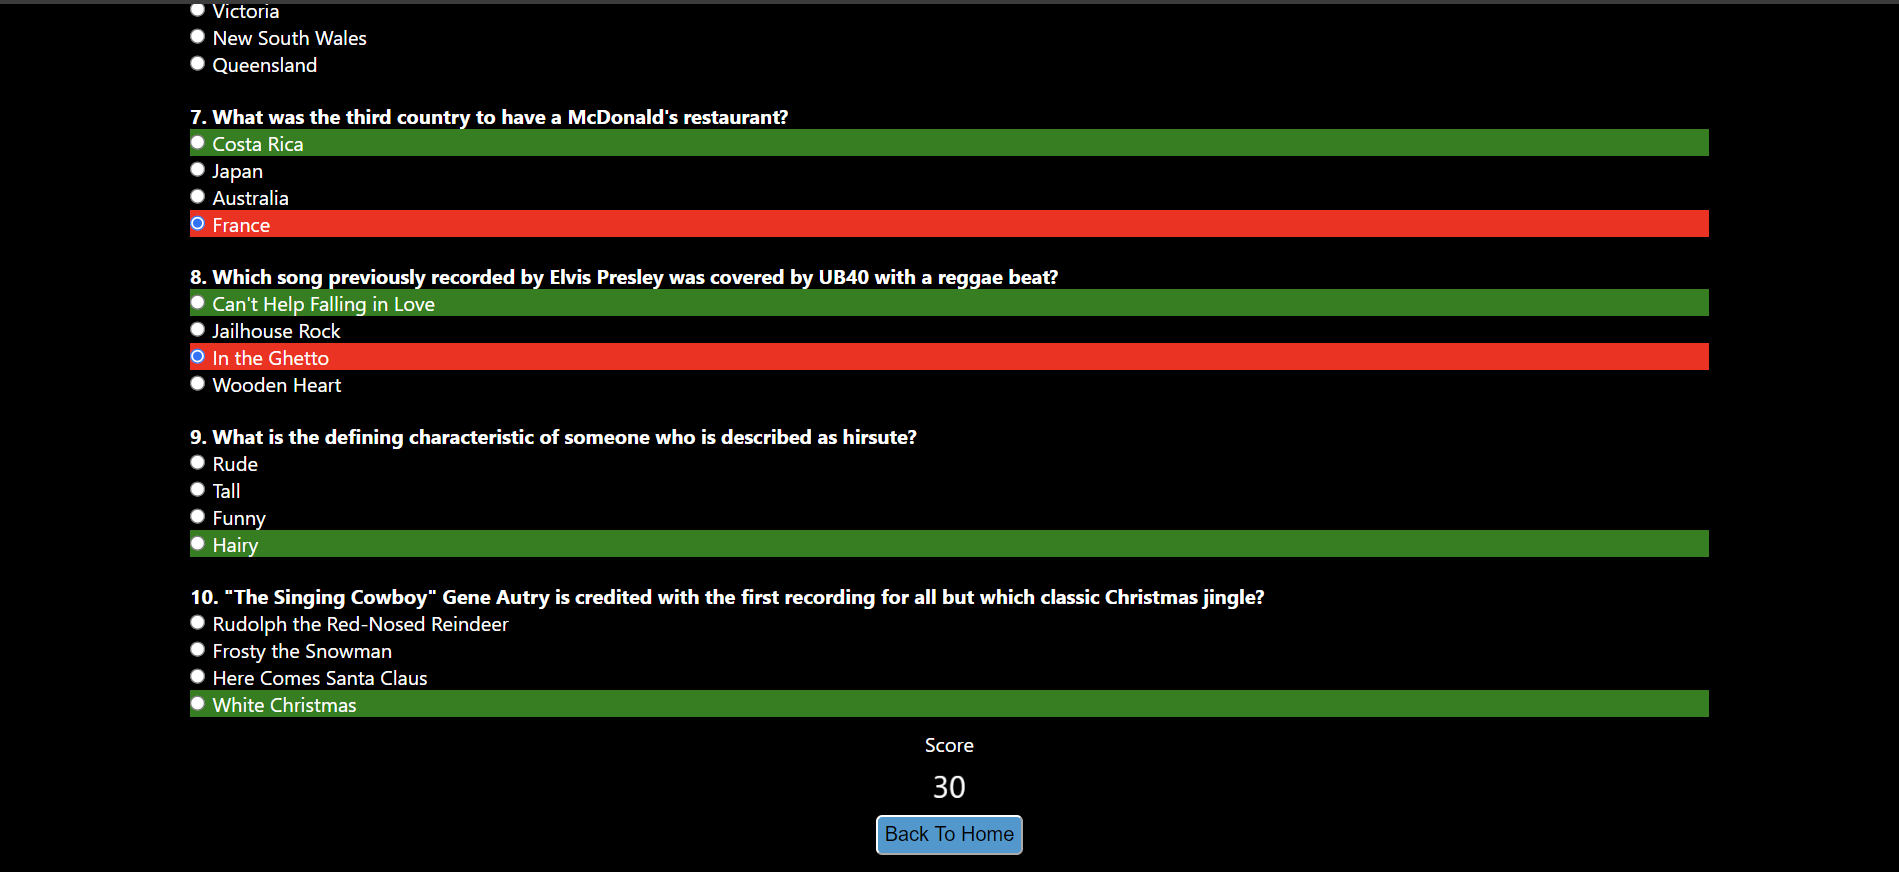 Victoria
New South Wales
Queensland
7. What was the third country to have a McDonald's restaurant?
Costa Rica
Japan
Australia
France
8. Which song previously recorded by Elvis Presley was covered by UB40 with a reggae beat?
Can't Help Falling in Love
Jailhouse Rock
In the Ghetto
Wooden Heart
9. What is the defining characteristic of someone who is described as hirsute?
Rude
Tall
Funny
Hairy
10. "The Singing Cowboy" Gene Autry is credited with the first recording for all but which classic Christmas jingle?
Rudolph the Red-Nosed Reindeer
Frosty the Snowman
Here Comes Santa Claus
White Christmas
Score
30
Back To Home